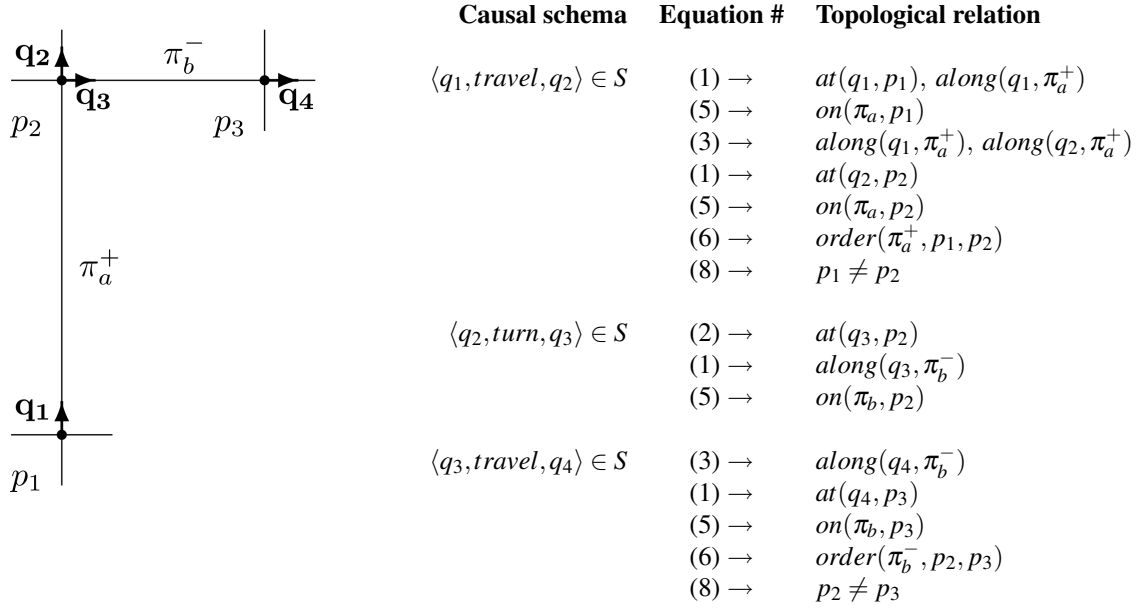 q₂ π_b⁻
q₃ q₄
p₂ p₃
π_a⁺
q₁
p₁
Causal schema Equation # Topological relation
⟨q₁,travel,q₂⟩ ∈ S (1) → at(q₁, p₁), along(q₁, π_a⁺)
(5) → on(π_a, p₁)
(3) → along(q₁, π_a⁺), along(q₂, π_a⁺)
(1) → at(q₂, p₂)
(5) → on(π_a, p₂)
(6) → order(π_a⁺, p₁, p₂)
(8) → p₁ ≠ p₂
⟨q₂,turn,q₃⟩ ∈ S (2) → at(q₃, p₂)
(1) → along(q₃, π_b⁻)
(5) → on(π_b, p₂)
⟨q₃,travel,q₄⟩ ∈ S (3) → along(q₄, π_b⁻)
(1) → at(q₄, p₃)
(5) → on(π_b, p₃)
(6) → order(π_b⁻, p₂, p₃)
(8) → p₂ ≠ p₃